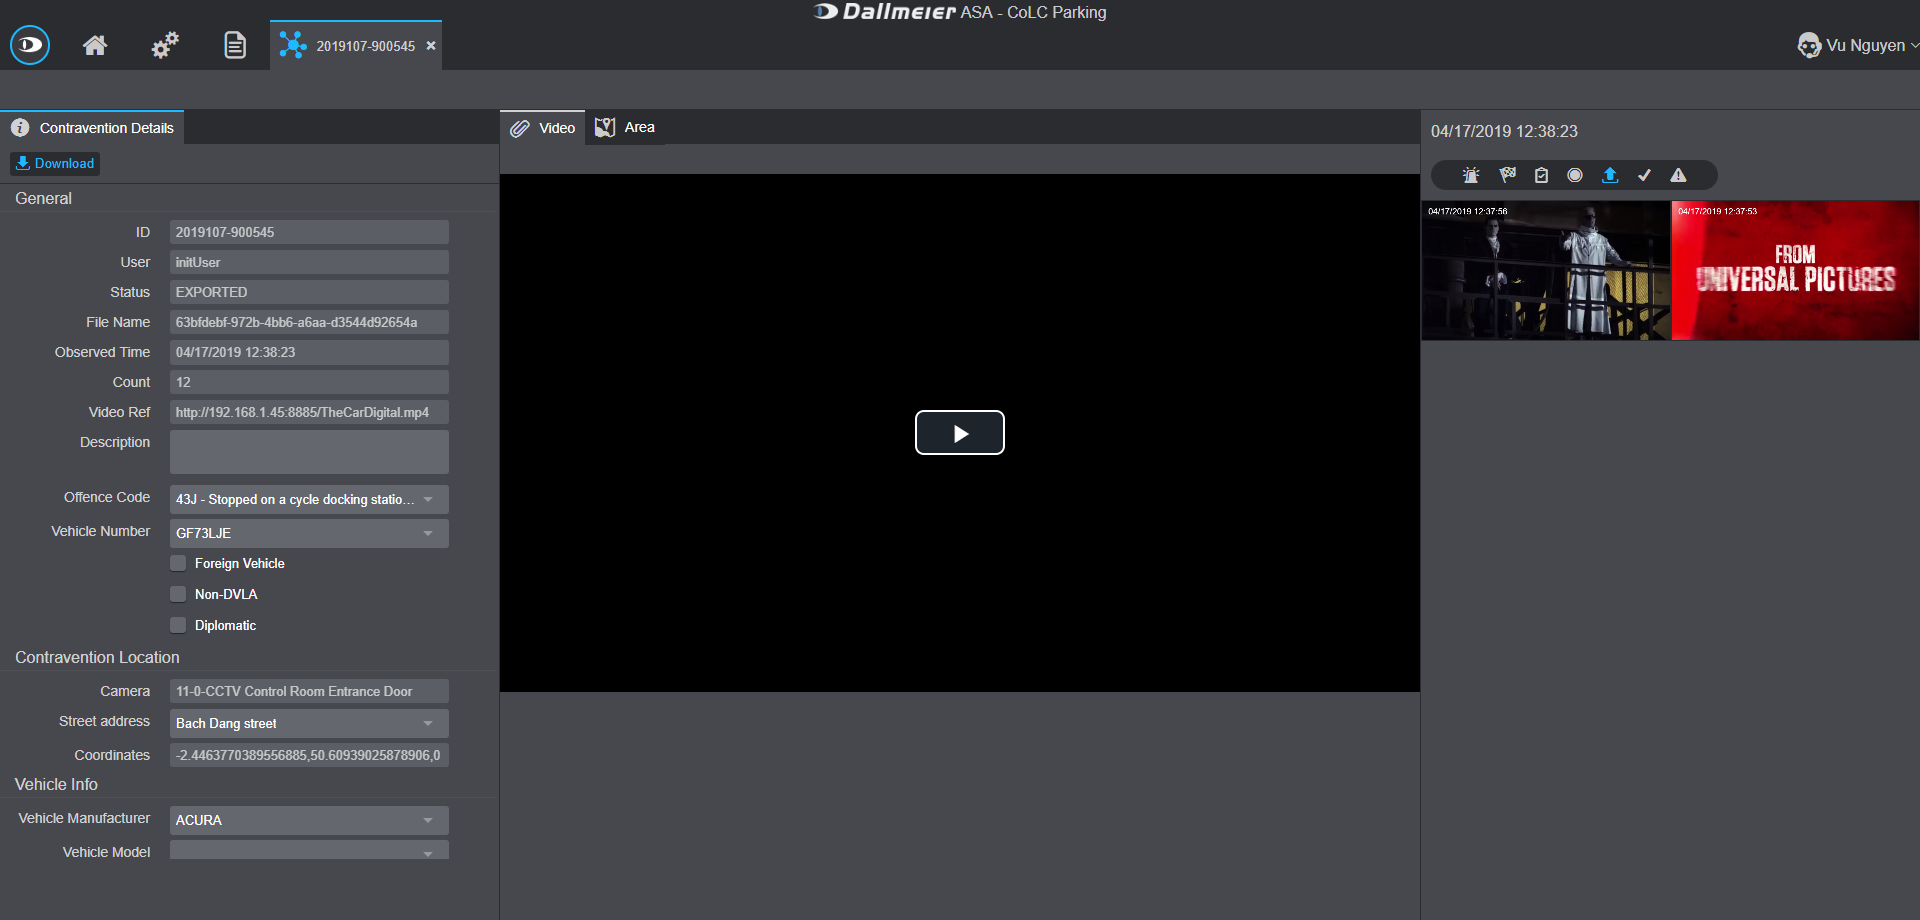 Dallmeier ASA - CoLC Parking
2019107-900545
Vu Nguyen
Contravention Details
Download
General
ID 2019107-900545
User initUser
Status EXPORTED
File Name 63bfdebf-972b-4bb6-a6aa-d3544d92654a
Observed Time 04/17/2019 12:38:23
Count 12
Video Ref http://192.168.1.45:8885/TheCarDigital.mp4
Description
Offence Code 43J - Stopped on a cycle docking statio...
Vehicle Number GF73LJE
Foreign Vehicle
Non-DVLA
Diplomatic
Contravention Location
Camera 11-0-CCTV Control Room Entrance Door
Street address Bach Dang street
Coordinates -2.4463770389556885,50.60939025878906,0
Vehicle Info
Vehicle Manufacturer ACURA
Vehicle Model
Video Area
04/17/2019 12:38:23
04/17/2019 12:37:56
04/17/2019 12:37:53
FROM
UNIVERSAL PICTURES